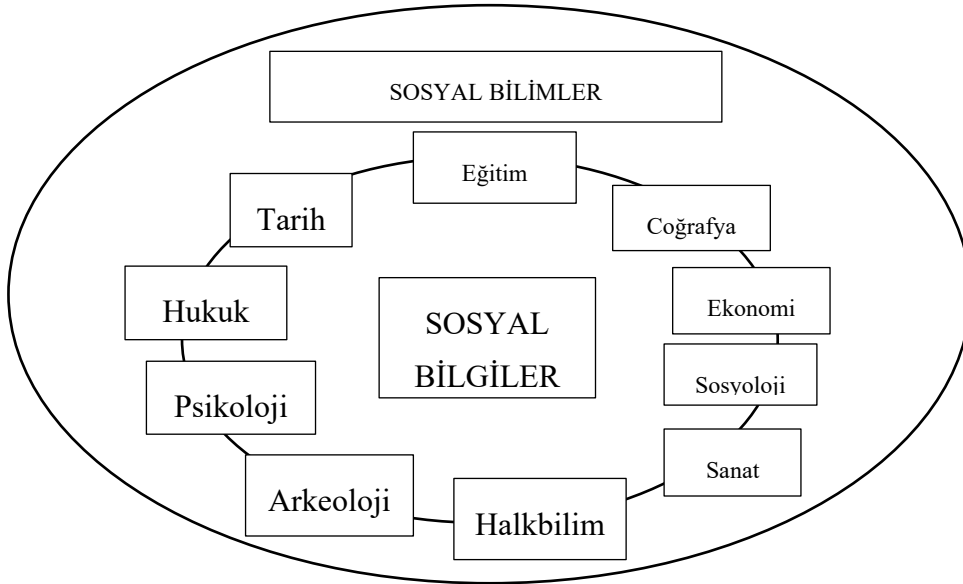 SOSYAL BİLİMLER
Eğitim
Tarih
Coğrafya
Hukuk
Ekonomi
SOSYAL
BİLGİLER
Sosyoloji
Psikoloji
Sanat
Arkeoloji
Halkbilim